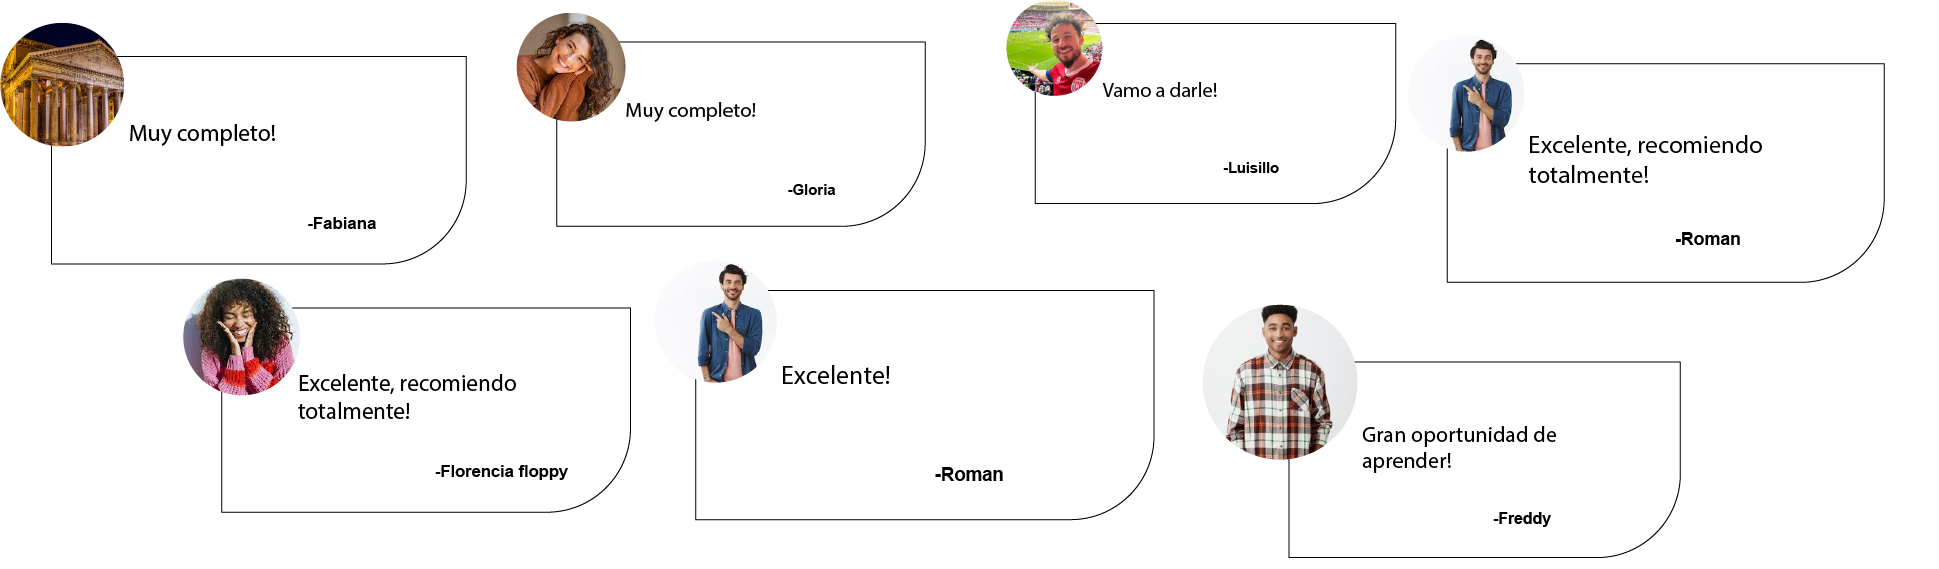 Muy completo!
-Fabiana
Muy completo!
-Gloria
Vamo a darle!
-Luisillo
Excelente, recomiendo
totalmente!
-Roman
Excelente, recomiendo
totalmente!
-Florencia floppy
Excelente!
-Roman
Gran oportunidad de
aprender!
-Freddy